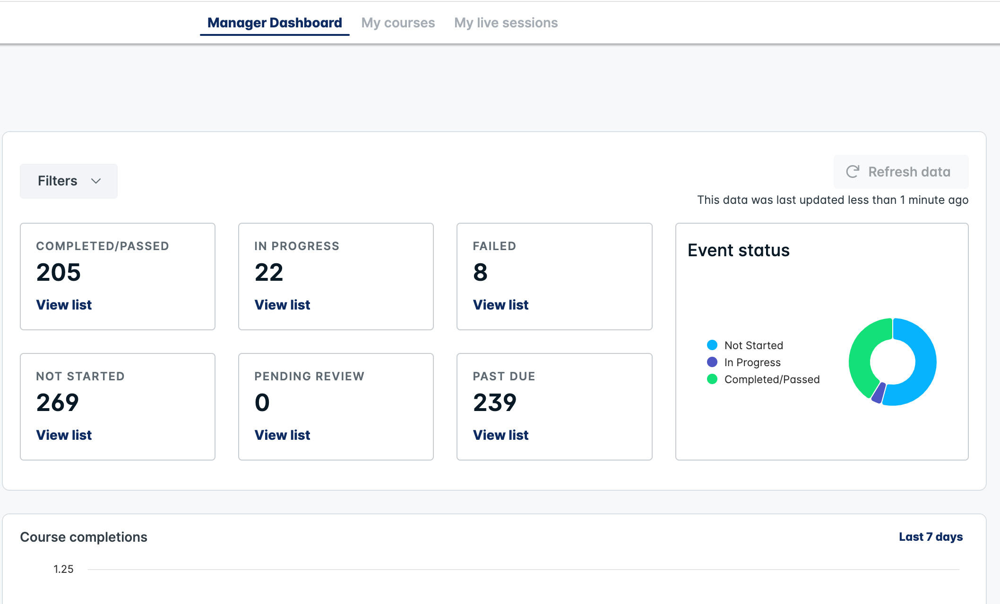 Manager Dashboard My courses My live sessions
Filters
Refresh data
This data was last updated less than 1 minute ago
COMPLETED/PASSED
205
View list
IN PROGRESS
22
View list
FAILED
8
View list
NOT STARTED
269
View list
PENDING REVIEW
0
View list
PAST DUE
239
View list
Event status
Not Started
In Progress
Completed/Passed
Course completions
Last 7 days
1.25